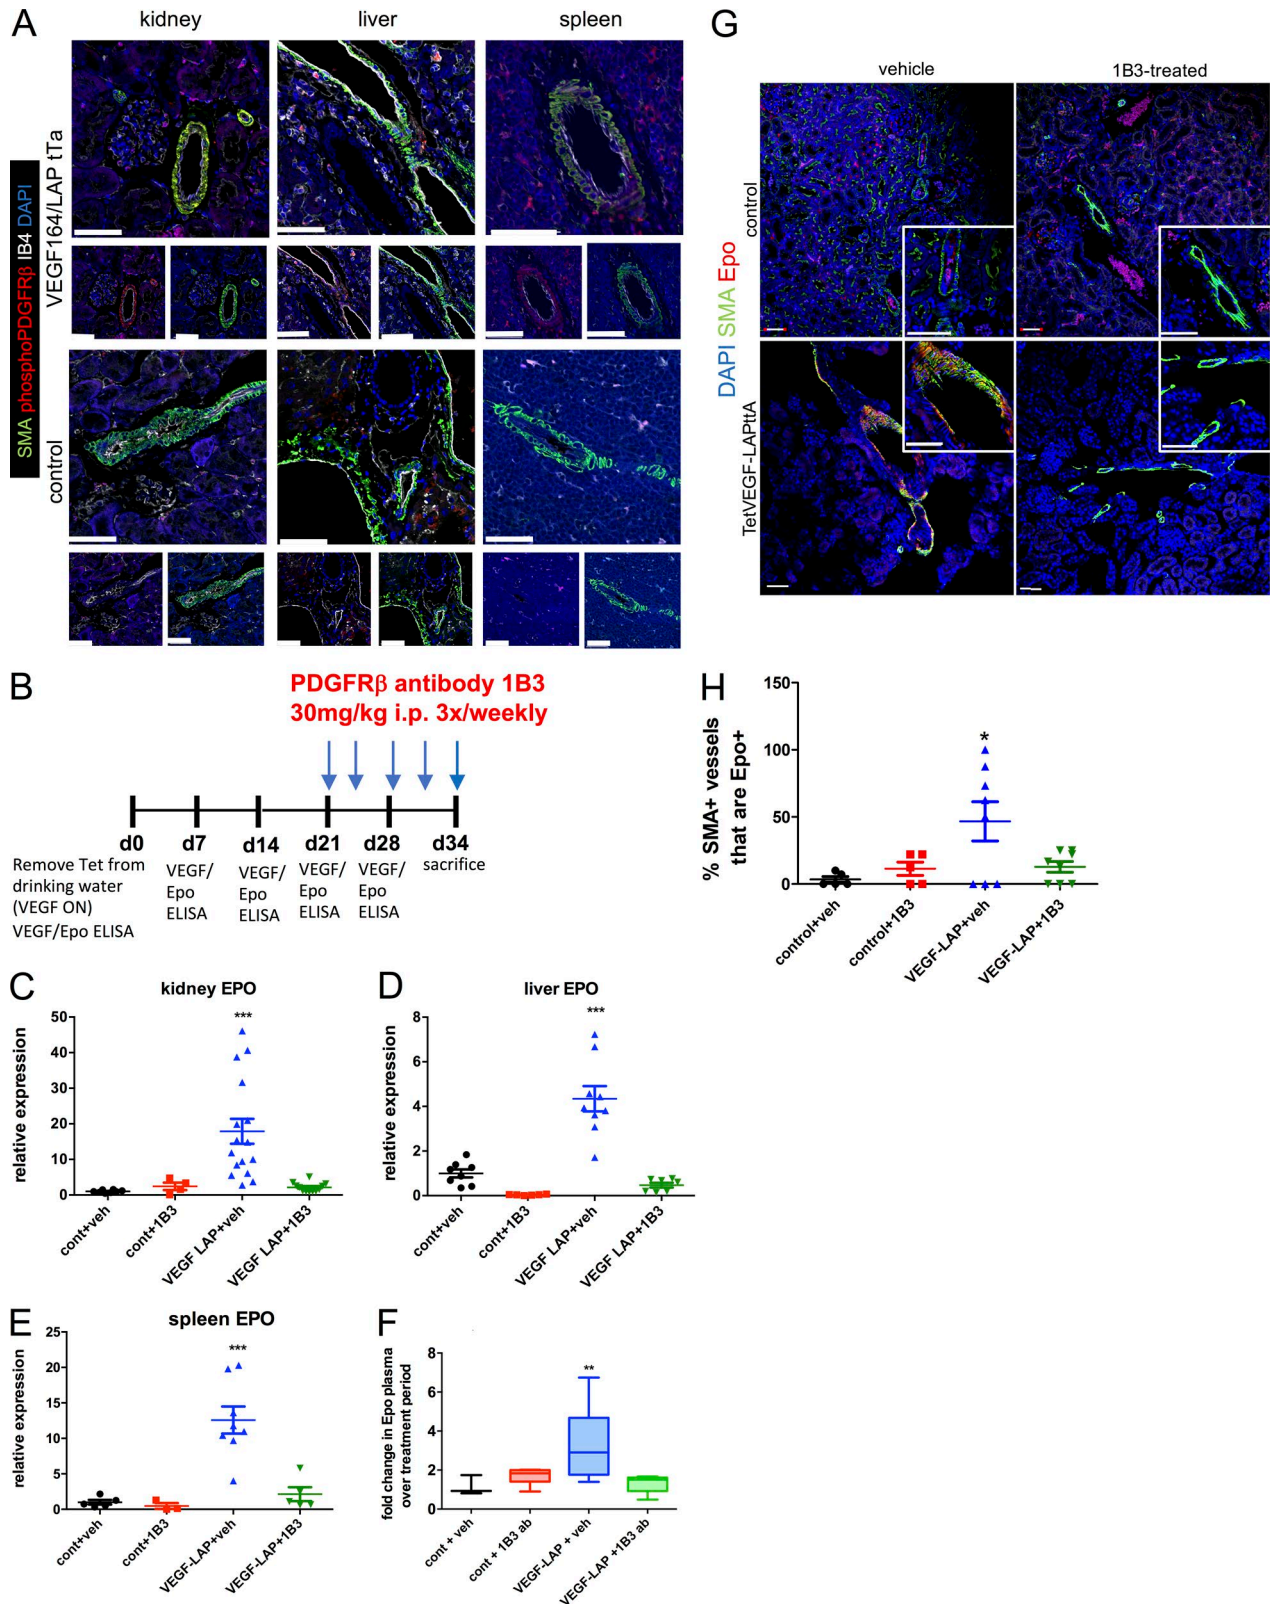 A
kidney
liver
spleen
SMA phosphoPDGFRβ IB4 DAPI
VEGF164/LAP tTa
control
G
vehicle
1B3-treated
DAPI SMA Epo
control
TetVEGF-LAPttA
B
PDGFRβ antibody 1B3
30mg/kg i.p. 3x/weekly
d0
d7
d14
d21
d28
d34
Remove Tet from
drinking water
(VEGF ON)
VEGF/Epo ELISA
VEGF/
Epo
ELISA
VEGF/
Epo
ELISA
VEGF/
Epo
ELISA
VEGF/
Epo
ELISA
sacrifice
H
% SMA+ vessels
that are Epo+
150
100
50
0
*
control+veh
control+1B3
VEGF-LAP+veh
VEGF-LAP+1B3
C
kidney EPO
relative expression
50
40
30
20
10
0
***
cont+veh
cont+1B3
VEGF LAP+veh
VEGF LAP+1B3
D
liver EPO
relative expression
8
6
4
2
0
***
cont+veh
cont+1B3
VEGF LAP+veh
VEGF LAP+1B3
E
spleen EPO
relative expression
25
20
15
10
5
0
***
cont+veh
cont+1B3
VEGF-LAP+veh
VEGF-LAP+1B3
F
fold change in Epo plasma
over treatment period
8
6
4
2
0
**
cont + veh
cont + 1B3 ab
VEGF-LAP + veh
VEGF-LAP +1B3 ab